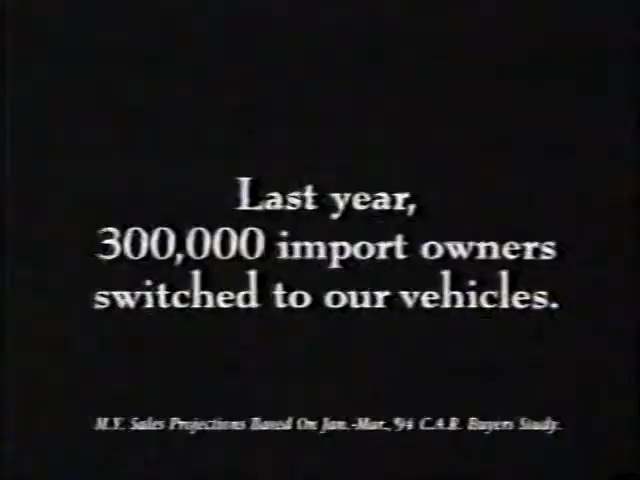 Last year,
300,000 import owners
switched to our vehicles.
M.Y. Sales Projections Based On Jan.-Mar., '94 C.A.R. Buyers Study.